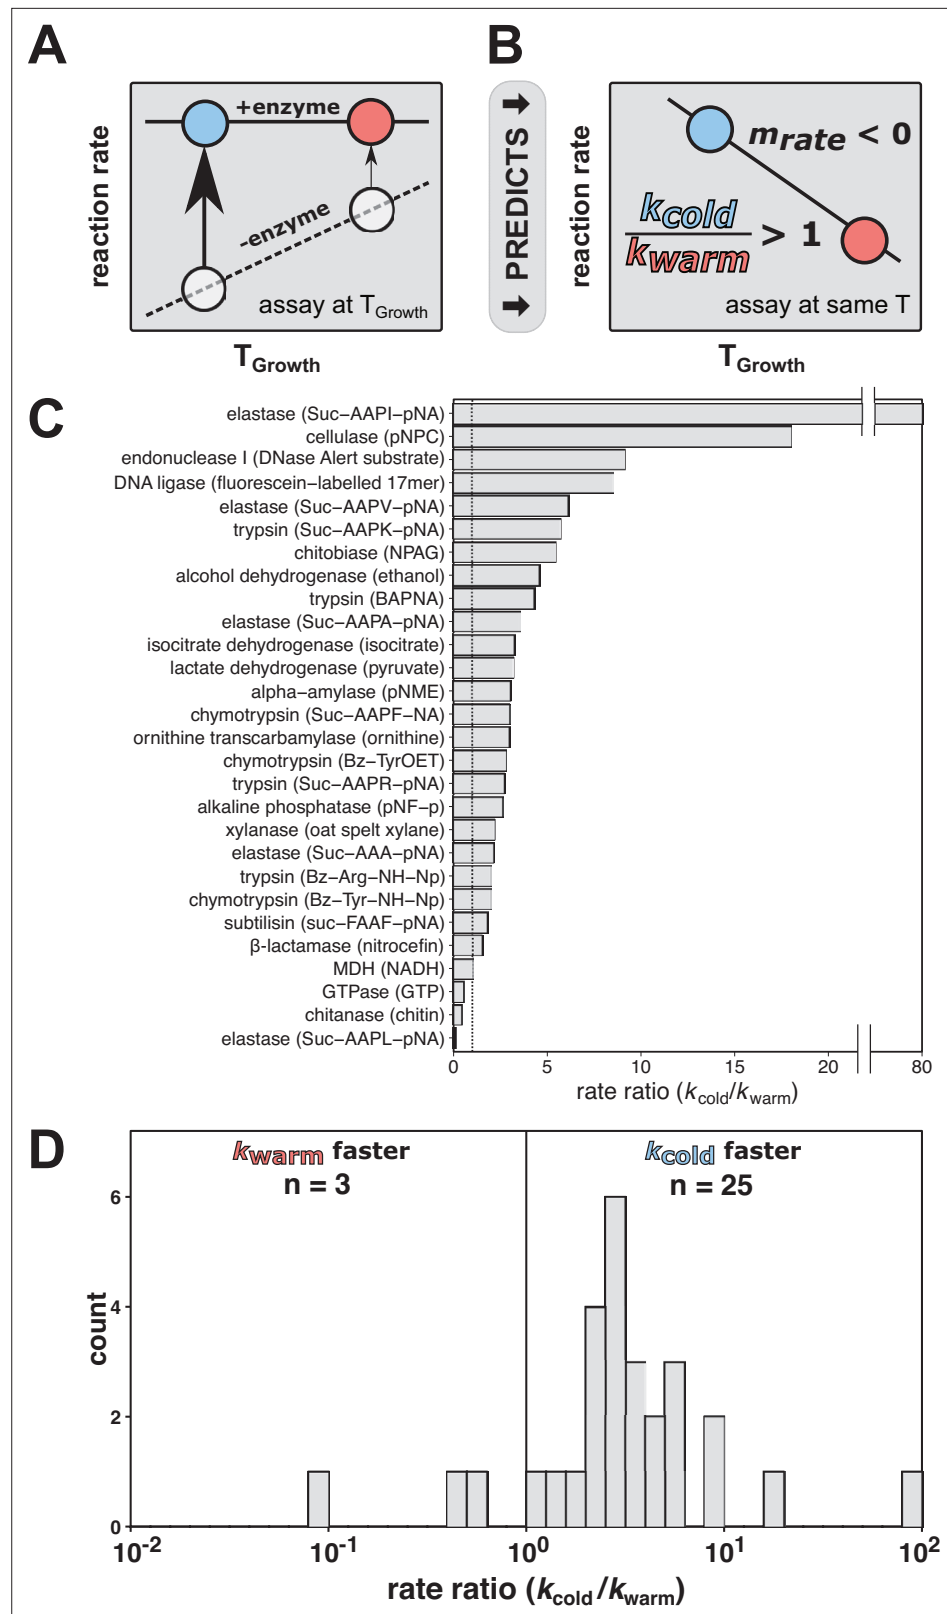 A
B
reaction rate
+enzyme
-enzyme
assay at TGrowth
TGrowth
PREDICTS
reaction rate
mrate < 0
kcold
kwarm
> 1
assay at same T
TGrowth
C
elastase (Suc-AAPI-pNA)
cellulase (pNPC)
endonuclease I (DNase Alert substrate)
DNA ligase (fluorescein-labelled 17mer)
elastase (Suc-AAPV-pNA)
trypsin (Suc-AAPK-pNA)
chitobiase (NPAG)
alcohol dehydrogenase (ethanol)
trypsin (BAPNA)
elastase (Suc-AAPA-pNA)
isocitrate dehydrogenase (isocitrate)
lactate dehydrogenase (pyruvate)
alpha-amylase (pNME)
chymotrypsin (Suc-AAPF-NA)
ornithine transcarbamylase (ornithine)
chymotrypsin (Bz-TyrOET)
trypsin (Suc-AAPR-pNA)
alkaline phosphatase (pNF-p)
xylanase (oat spelt xylane)
elastase (Suc-AAA-pNA)
trypsin (Bz-Arg-NH-Np)
chymotrypsin (Bz-Tyr-NH-Np)
subtilisin (suc-FAAF-pNA)
β-lactamase (nitrocefin)
MDH (NADH)
GTPase (GTP)
chitanase (chitin)
elastase (Suc-AAPL-pNA)
0 5 10 15 20 80
rate ratio (kcold/kwarm)
D
kwarm faster
n = 3
kcold faster
n = 25
count
6
4
2
0
10-2 10-1 100 101 102
rate ratio (kcold/kwarm)